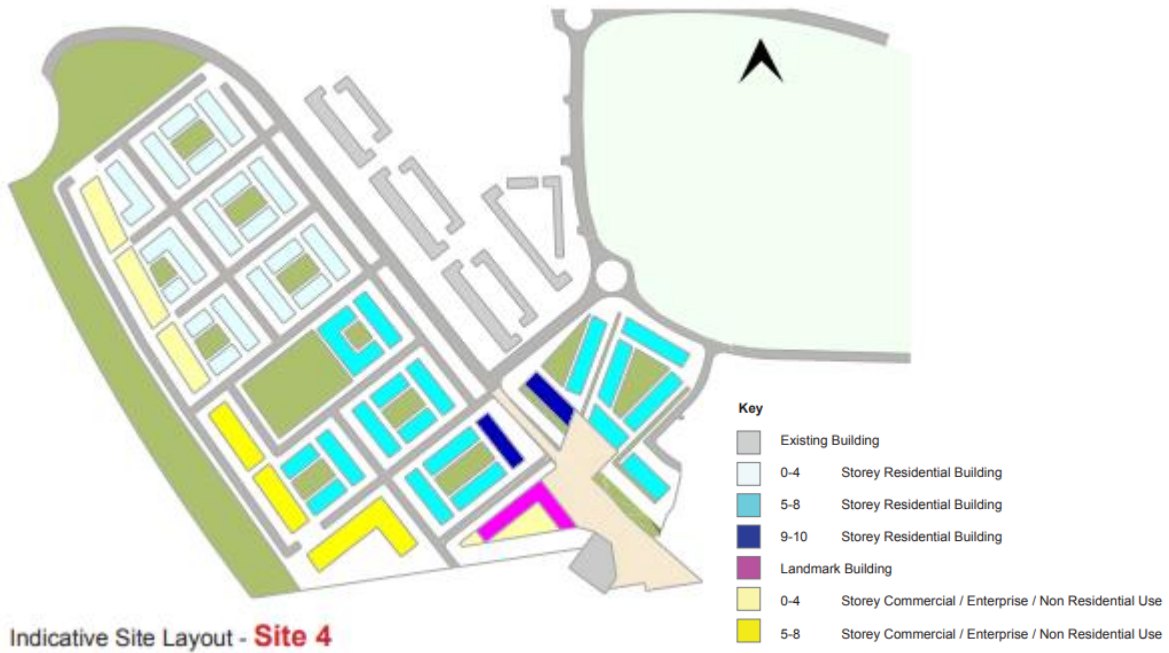 Key
Existing Building
0-4 Storey Residential Building
5-8 Storey Residential Building
9-10 Storey Residential Building
Landmark Building
0-4 Storey Commercial / Enterprise / Non Residential Use
5-8 Storey Commercial / Enterprise / Non Residential Use
Indicative Site Layout - Site 4